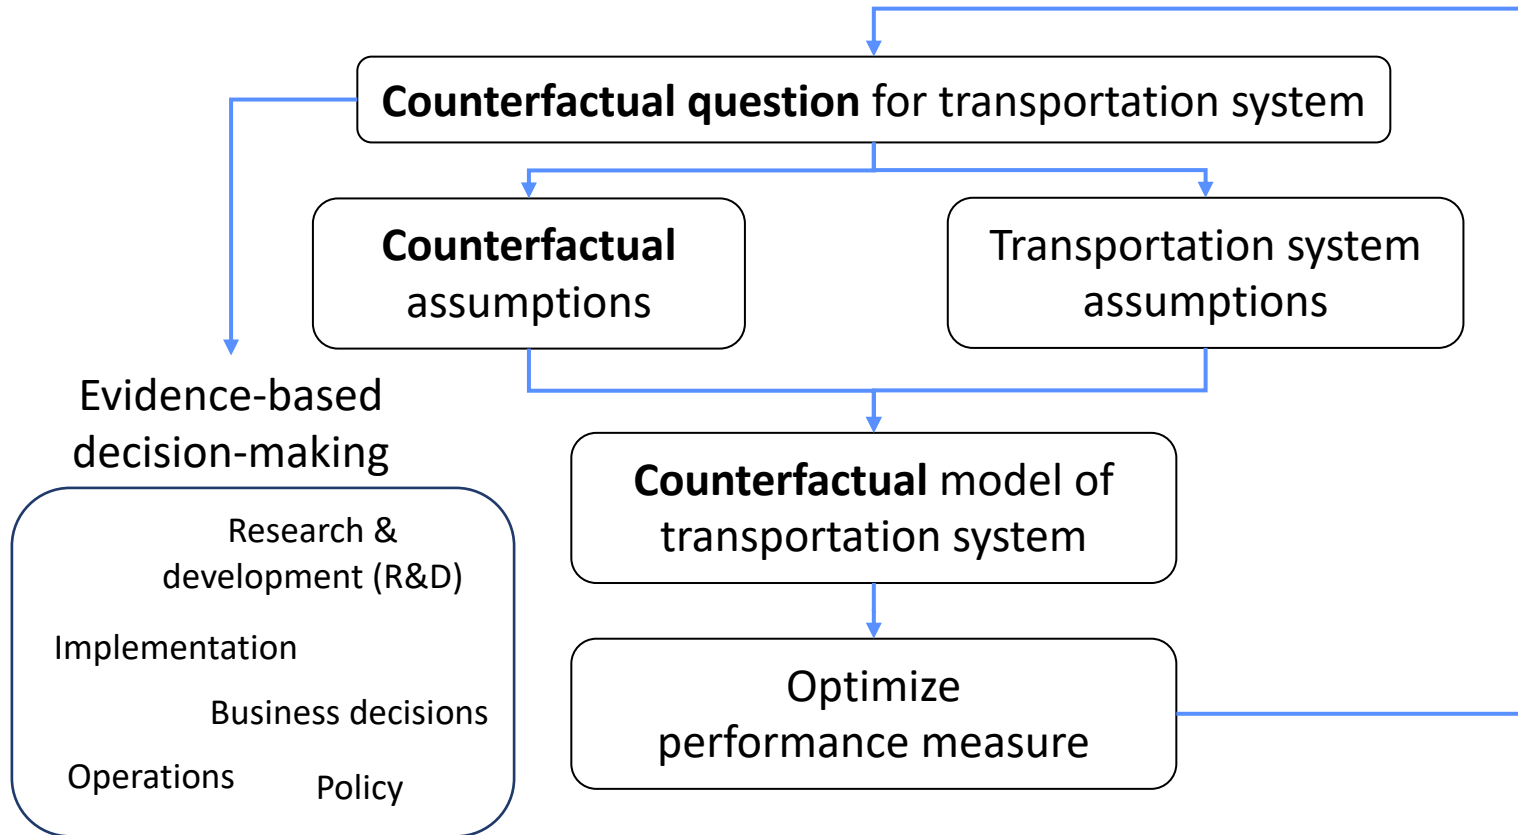 Counterfactual question for transportation system
Counterfactual
assumptions
Transportation system
assumptions
Evidence-based
decision-making
Counterfactual model of
transportation system
Research &
development (R&D)
Implementation
Business decisions
Operations
Policy
Optimize
performance measure